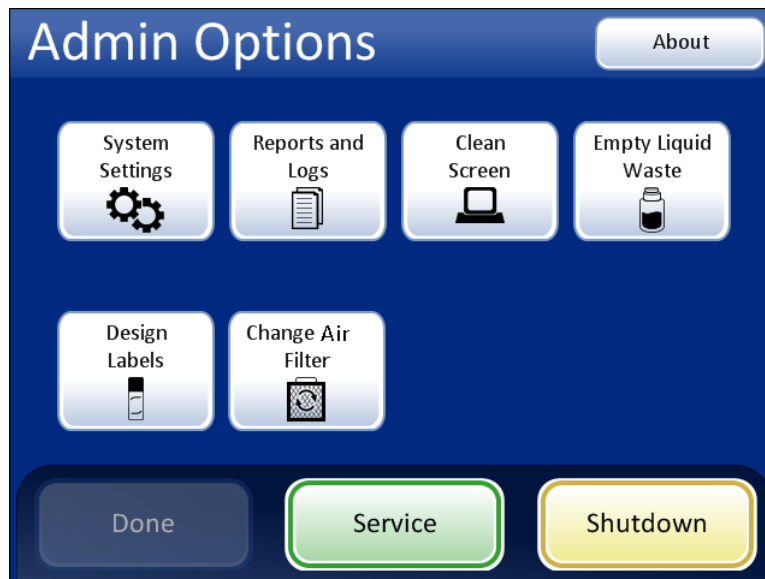 Admin Options
About
System
Settings
Reports and
Logs
Clean
Screen
Empty Liquid
Waste
Design
Labels
Change Air
Filter
Done
Service
Shutdown